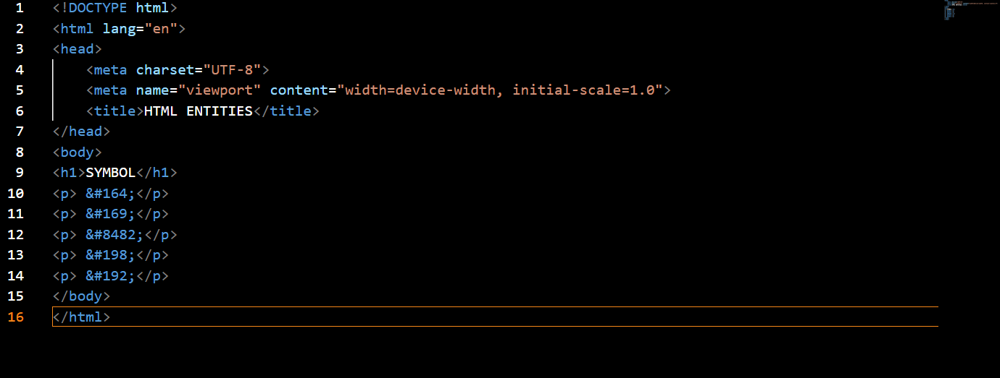 1 <!DOCTYPE html>
2 <html lang="en">
3 <head>
4     <meta charset="UTF-8">
5     <meta name="viewport" content="width=device-width, initial-scale=1.0">
6     <title>HTML ENTITIES</title>
7 </head>
8 <body>
9 <h1>SYMBOL</h1>
10 <p> &#164;</p>
11 <p> &#169;</p>
12 <p> &#8482;</p>
13 <p> &#198;</p>
14 <p> &#192;</p>
15 </body>
16 </html>